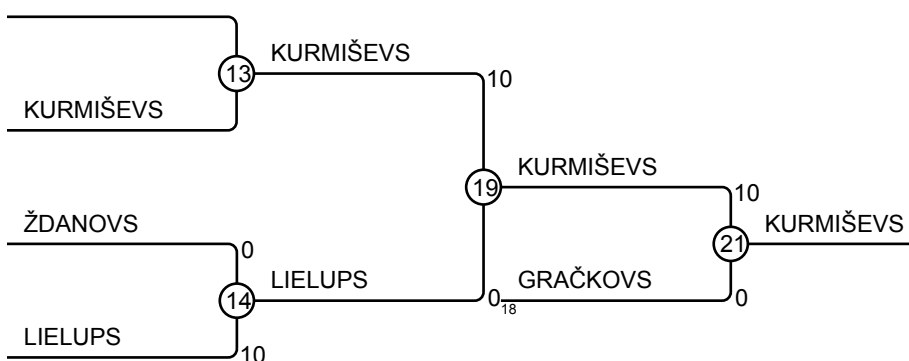 KURMIŠEVS
13
10
KURMIŠEVS
KURMIŠEVS
19
10
ŽDANOVS
KURMIŠEVS
0
21
LIELUPS
GRAČKOVS
14
0
18
0
LIELUPS
10